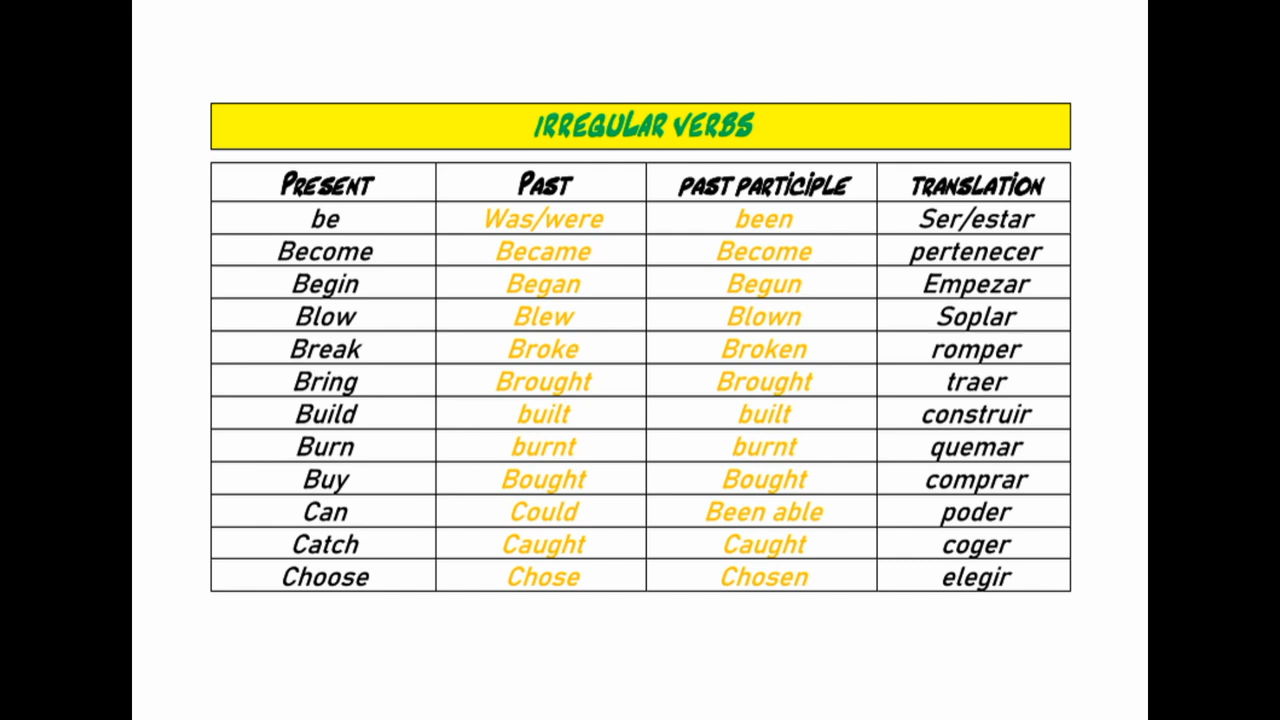 IRREGULAR VERBS
PRESENT PAST PAST PARTICIPLE TRANSLATION
be Was/were been Ser/estar
Become Became Become pertenecer
Begin Began Begun Empezar
Blow Blew Blown Soplar
Break Broke Broken romper
Bring Brought Brought traer
Build built built construir
Burn burnt burnt quemar
Buy Bought Bought comprar
Can Could Been able poder
Catch Caught Caught coger
Choose Chose Chosen elegir